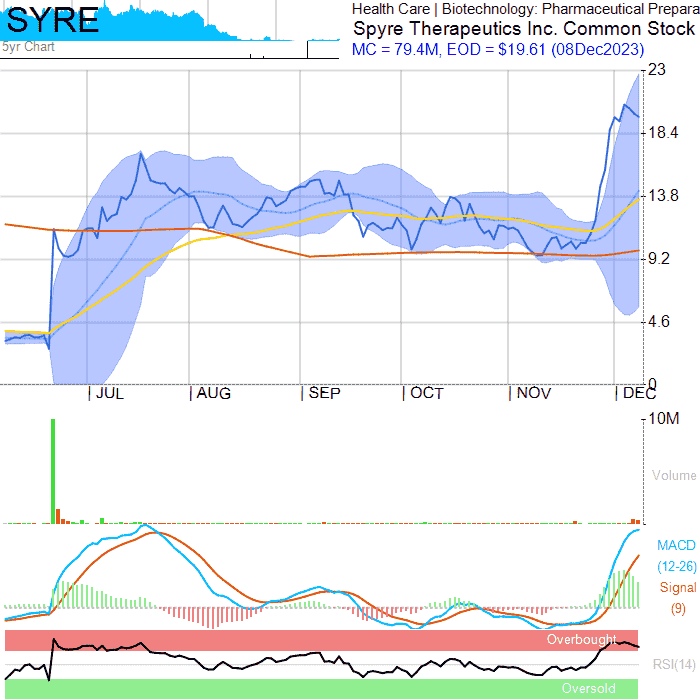 SYRE
5yr Chart
Health Care | Biotechnology: Pharmaceutical Prepara
Spyre Therapeutics Inc. Common Stock
MC = 79.4M, EOD = $19.61 (08Dec2023)
23
18.4
13.8
9.2
4.6
0
JUL
AUG
SEP
OCT
NOV
DEC
10M
Volume
MACD
(12-26)
Signal
(9)
Overbought
RSI(14)
Oversold